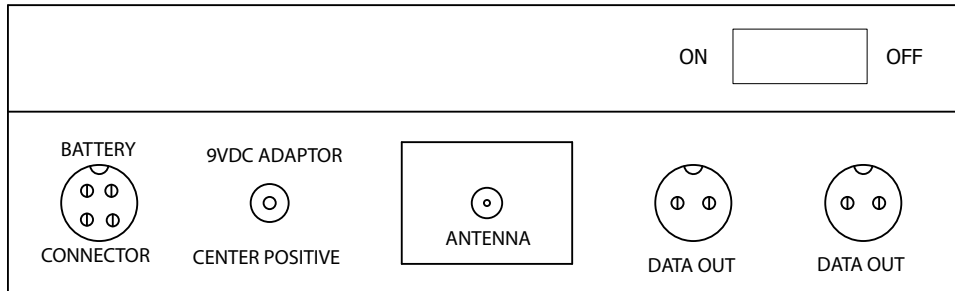 ON OFF
BATTERY
CONNECTOR
9VDC ADAPTOR
CENTER POSITIVE
ANTENNA
DATA OUT
DATA OUT